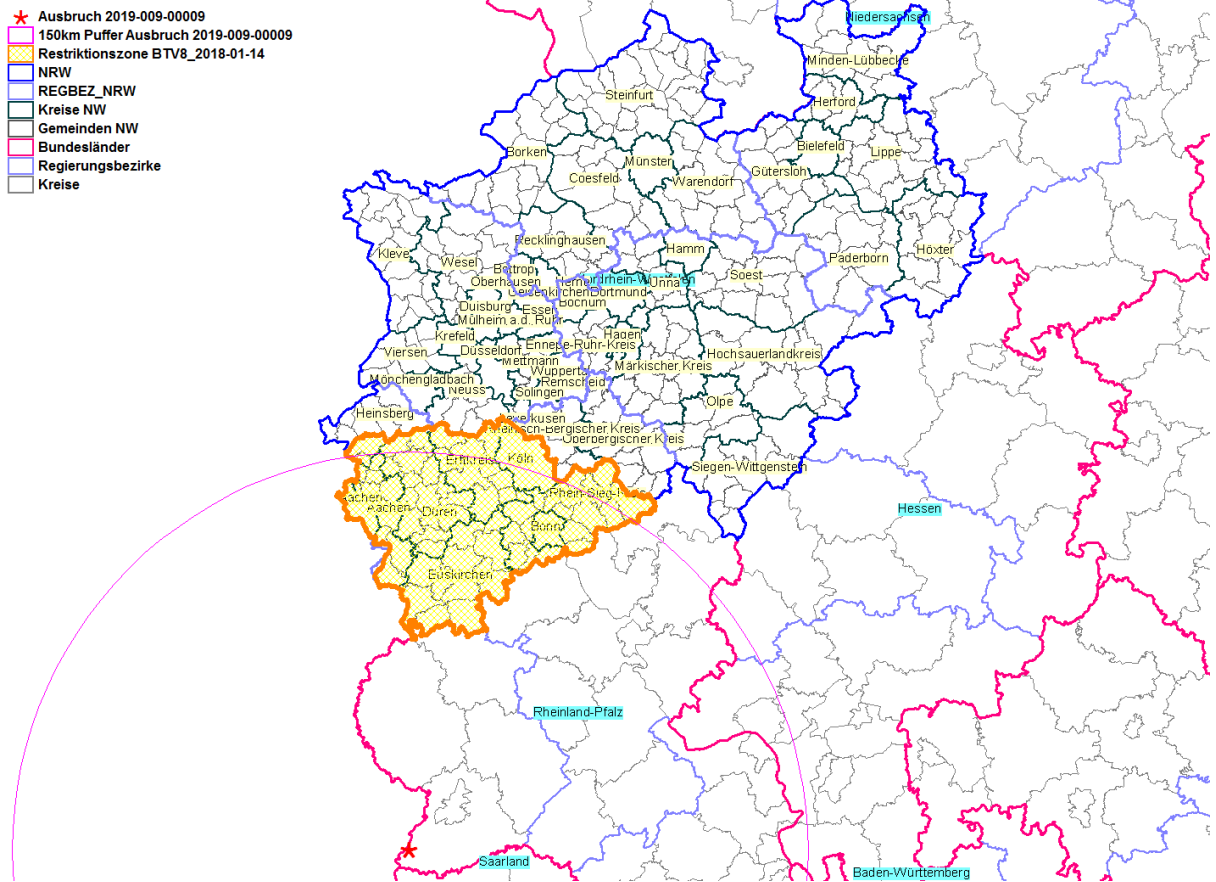 Ausbruch 2019-009-00009
150km Puffer Ausbruch 2019-009-00009
Restriktionszone BTV8_2018-01-14
NRW
REGBEZ_NRW
Kreise NW
Gemeinden NW
Bundesländer
Regierungsbezirke
Kreise
Niedersachsen
Minden-Lübbecke
Steinfurt
Herford
Bielefeld
Lippe
Borken
Münster
Coesfeld
Warendorf
Gütersloh
Recklinghausen
Hamm
Höxter
Kleve
Wesel
Paderborn
Bottrop
Soest
Oberhausen
Unna
Dortmund
Bochum
Duisburg
Essen
Mülheim a.d. Ruhr
Krefeld
Hagen
Ennepe-Ruhr-Kreis
Viersen
Düsseldorf
Hochsauerlandkreis
Mettmann
Märkischer Kreis
Mönchengladbach
Remscheid
Neuss
Solingen
Olpe
Heinsberg
Oberbergischer Kreis
Köln
Siegen-Wittgenstein
Aachen
Aachen
Düren
Hessen
Bonn
Euskirchen
Rheinland-Pfalz
Saarland
Baden-Württemberg